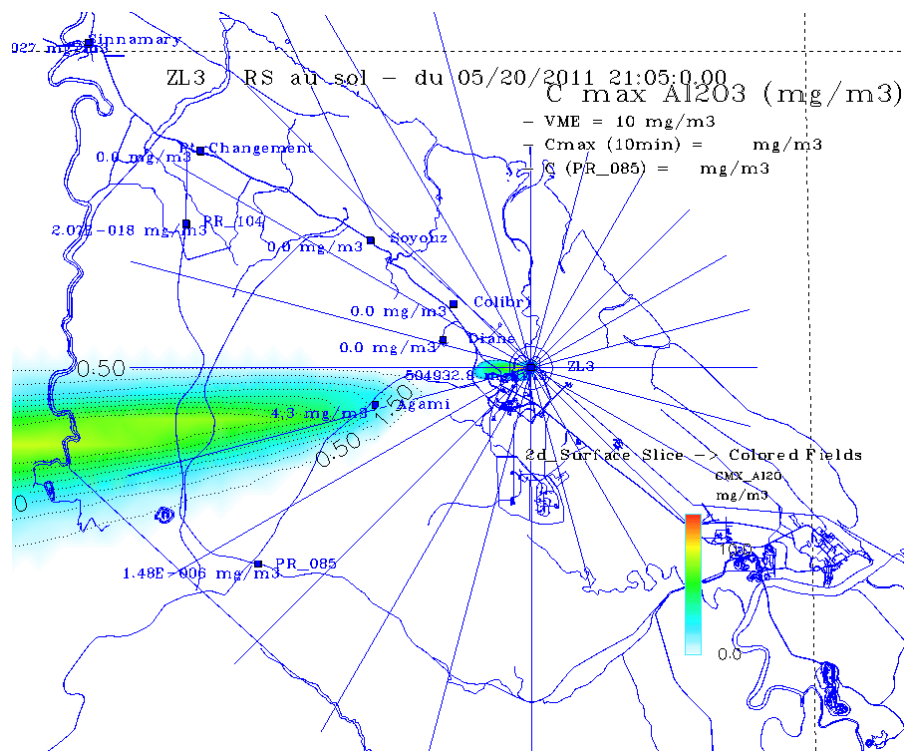 Sinnamary
027 mg/m3
ZL3 RS au sol - du 05/20/2011 21:05:0.00
C max Al2O3 (mg/m3)
- VME = 10 mg/m3
- Cmax (10min) = mg/m3
- C (PR_085) = mg/m3
Pt Changement
0.0 mg/m3
PR_104
2.07E-018 mg/m3
Soyouz
0.0 mg/m3
Colibri
0.0 mg/m3
Diane
0.0 mg/m3
0.50
ZL3
Agami
4.3 mg/m3
1.50
0.50
2d_Surface Slice -> Colored Fields
CMX_Al2O
mg/m3
PR_085
1.48E-006 mg/m3
0.0